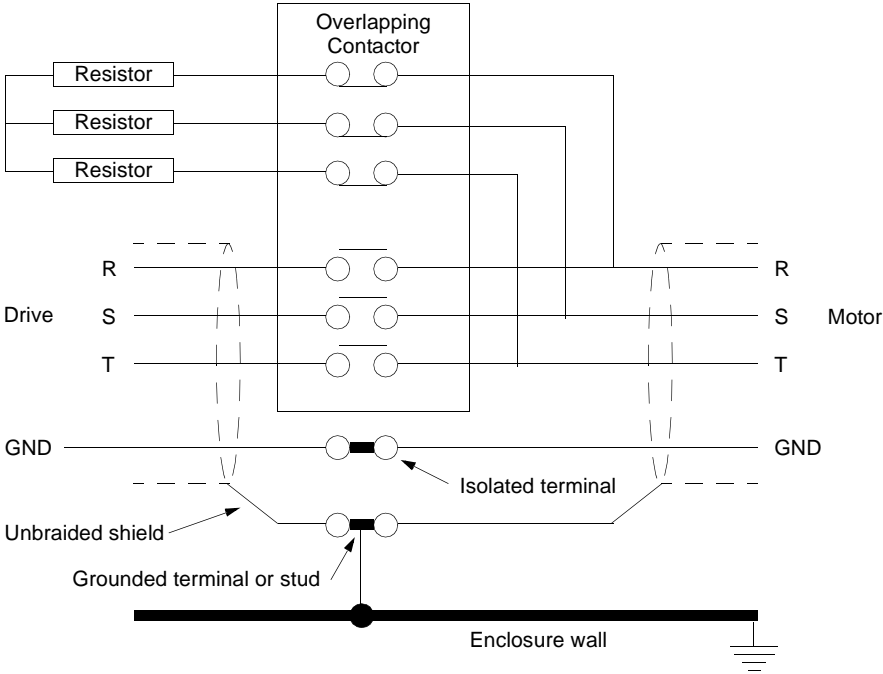 Overlapping
Contactor
Resistor
Resistor
Resistor
R
R
Drive
S
S
Motor
T
T
GND
GND
Isolated terminal
Unbraided shield
Grounded terminal or stud
Enclosure wall